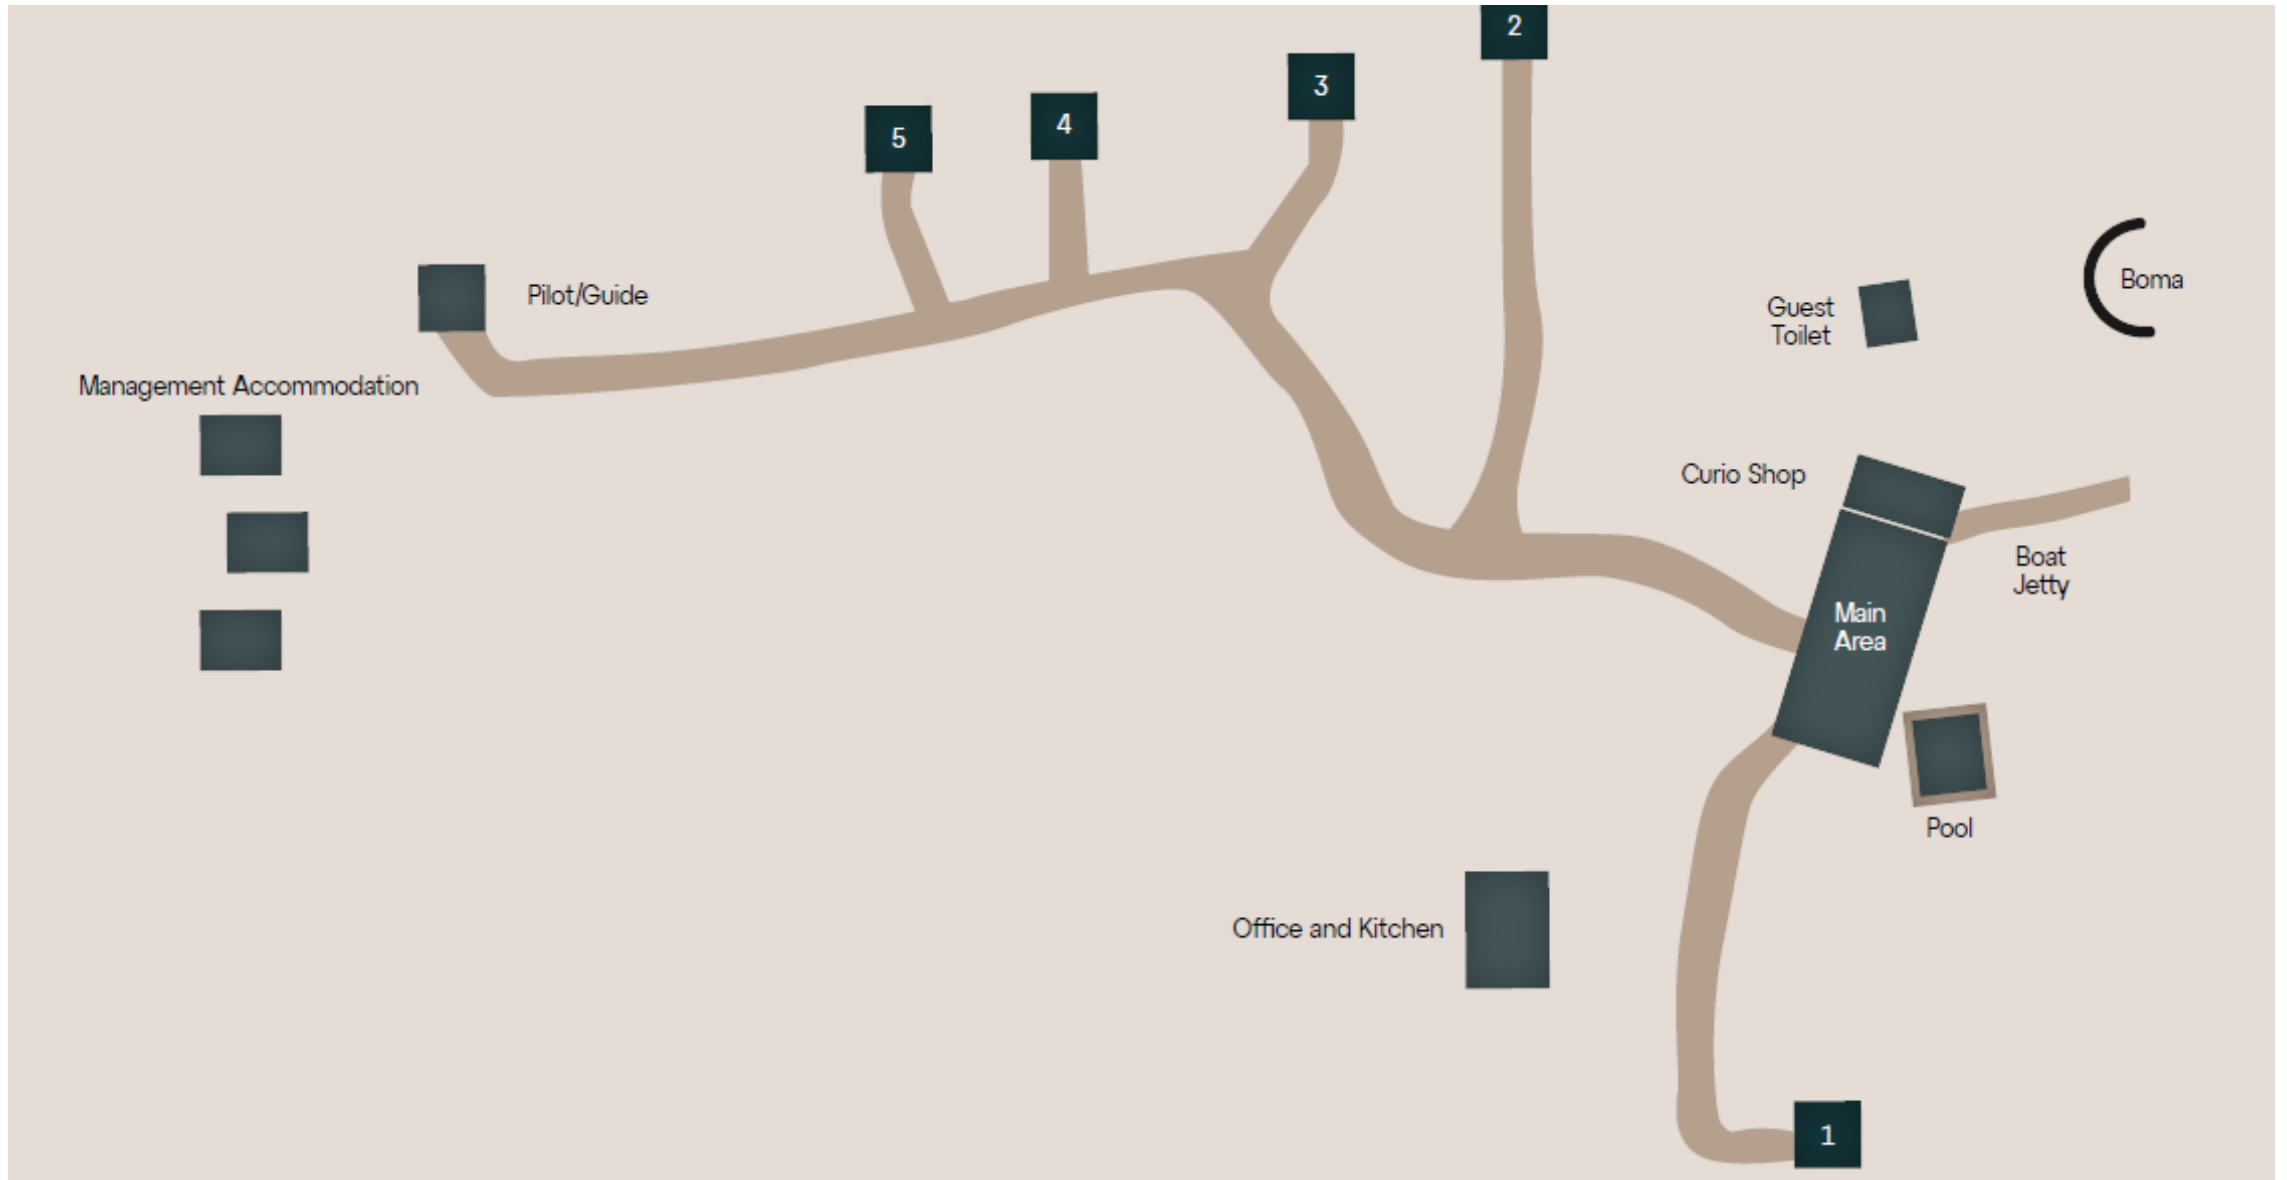 2
3
4
5
Boma
Pilot/Guide
Guest
Toilet
Management Accommodation
Curio Shop
Boat
Jetty
Main
Area
Pool
Office and Kitchen
1